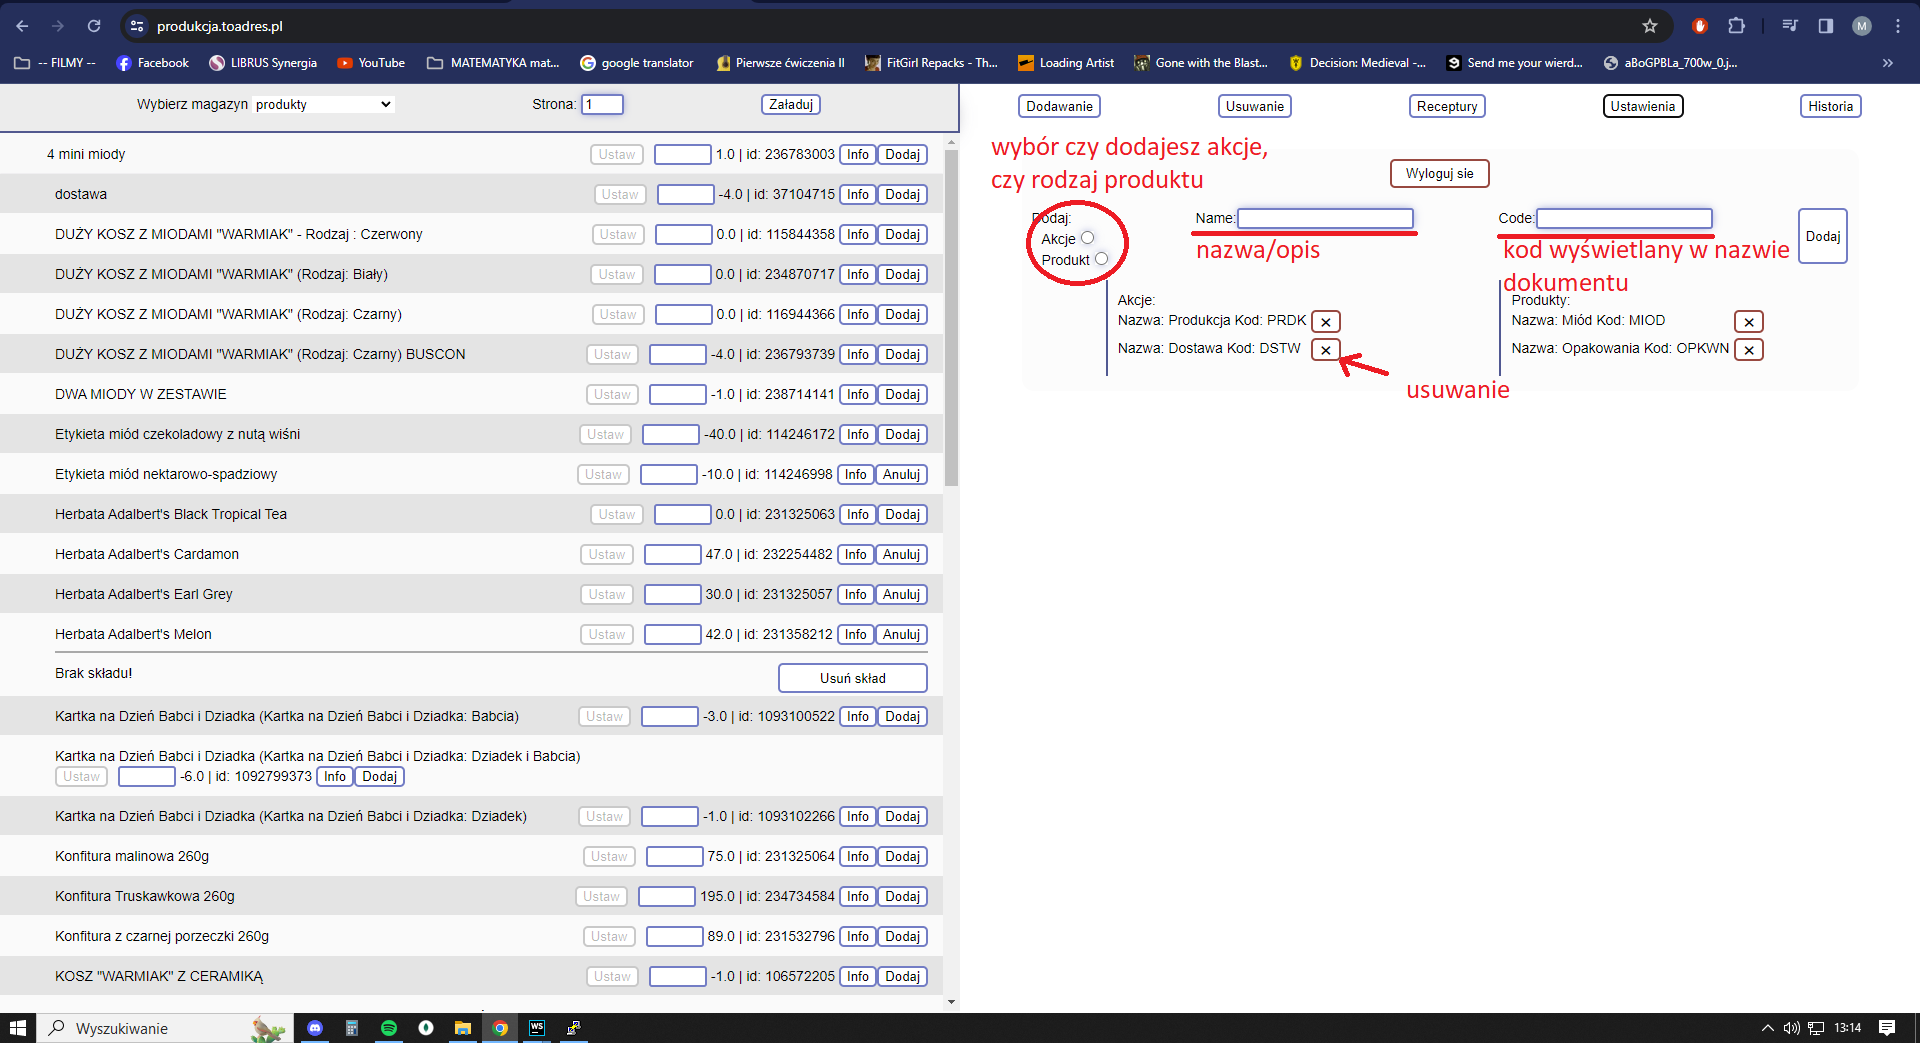 produkcja.toadres.pl
M
-- FILMY --
Facebook
LIBRUS Synergia
YouTube
MATEMATYKA mat...
google translator
Pierwsze ćwiczenia II
FitGirl Repacks - Th...
Loading Artist
Gone with the Blast...
Decision: Medieval -...
Send me your wierd...
aBoGPBLa_700w_0.j...
»
Wybierz magazyn produkty
Strona: 1
Załaduj
4 mini miody Ustaw 1.0 | id: 236783003 Info Dodaj
dostawa Ustaw -4.0 | id: 37104715 Info Dodaj
DUŻY KOSZ Z MIODAMI "WARMIAK" - Rodzaj : Czerwony Ustaw 0.0 | id: 115844358 Info Dodaj
DUŻY KOSZ Z MIODAMI "WARMIAK" (Rodzaj: Biały) Ustaw 0.0 | id: 234870717 Info Dodaj
DUŻY KOSZ Z MIODAMI "WARMIAK" (Rodzaj: Czarny) Ustaw 0.0 | id: 116944366 Info Dodaj
DUŻY KOSZ Z MIODAMI "WARMIAK" (Rodzaj: Czarny) BUSCON Ustaw -4.0 | id: 236793739 Info Dodaj
DWA MIODY W ZESTAWIE Ustaw -1.0 | id: 238714141 Info Dodaj
Etykieta miód czekoladowy z nutą wiśni Ustaw -40.0 | id: 114246172 Info Dodaj
Etykieta miód nektarowo-spadziowy Ustaw -10.0 | id: 114246998 Info Anuluj
Herbata Adalbert's Black Tropical Tea Ustaw 0.0 | id: 231325063 Info Dodaj
Herbata Adalbert's Cardamon Ustaw 47.0 | id: 232254482 Info Anuluj
Herbata Adalbert's Earl Grey Ustaw 30.0 | id: 231325057 Info Anuluj
Herbata Adalbert's Melon Ustaw 42.0 | id: 231358212 Info Anuluj
Brak składu! Usuń skład
Kartka na Dzień Babci i Dziadka (Kartka na Dzień Babci i Dziadka: Babcia) Ustaw -3.0 | id: 1093100522 Info Dodaj
Kartka na Dzień Babci i Dziadka (Kartka na Dzień Babci i Dziadka: Dziadek i Babcia)
Ustaw -6.0 | id: 1092799373 Info Dodaj
Kartka na Dzień Babci i Dziadka (Kartka na Dzień Babci i Dziadka: Dziadek) Ustaw -1.0 | id: 1093102266 Info Dodaj
Konfitura malinowa 260g Ustaw 75.0 | id: 231325064 Info Dodaj
Konfitura Truskawkowa 260g Ustaw 195.0 | id: 234734584 Info Dodaj
Konfitura z czarnej porzeczki 260g Ustaw 89.0 | id: 231532796 Info Dodaj
KOSZ "WARMIAK" Z CERAMIKĄ Ustaw -1.0 | id: 106572205 Info Dodaj
Dodawanie
Usuwanie
Receptury
Ustawienia
Historia
wybór czy dodajesz akcje,
czy rodzaj produktu
Wyloguj sie
Dodaj:
Akcje
Produkt
Name:
nazwa/opis
Code:
kod wyświetlany w nazwie
dokumentu
Dodaj
Akcje:
Nazwa: Produkcja Kod: PRDK ✕
Nazwa: Dostawa Kod: DSTW ✕
Produkty:
Nazwa: Miód Kod: MIOD ✕
Nazwa: Opakowania Kod: OPKWN ✕
usuwanie
Wyszukiwanie
WS
13:14